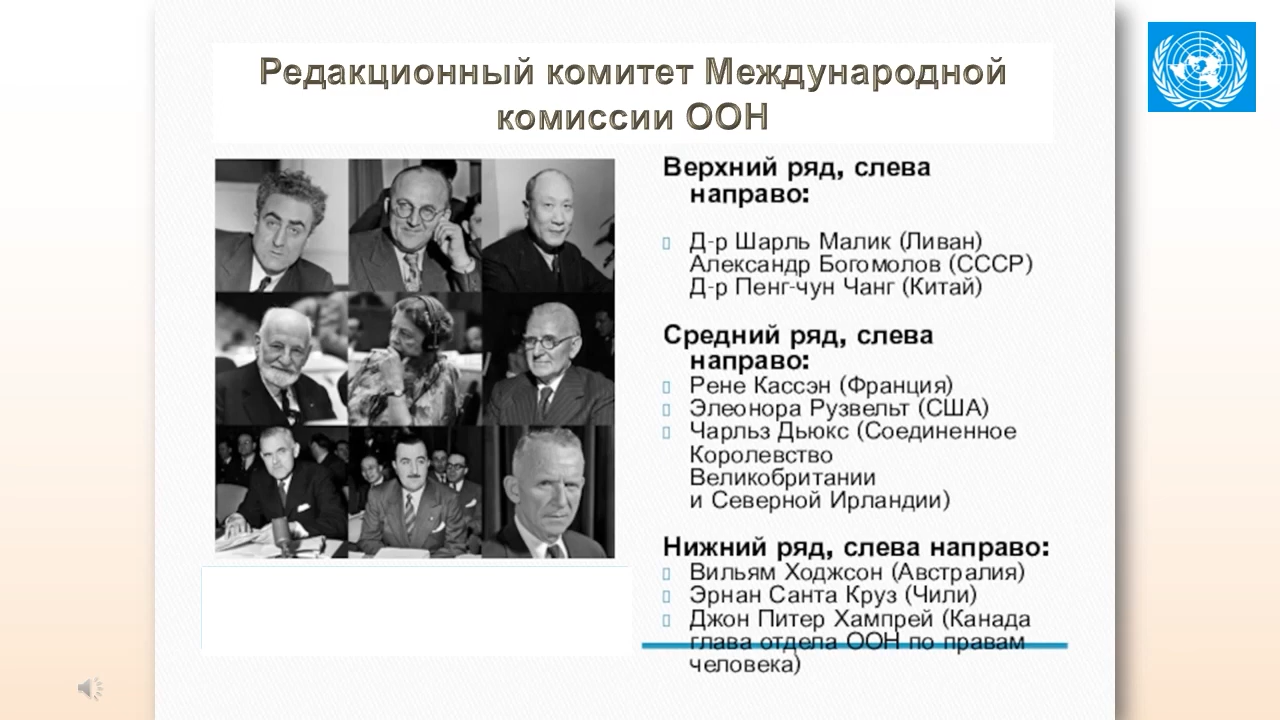 Редакционный комитет Международной
комиссии ООН
Верхний ряд, слева
направо:
Д-р Шарль Малик (Ливан)
Александр Богомолов (СССР)
Д-р Пенг-чун Чанг (Китай)
Средний ряд, слева
направо:
Рене Кассэн (Франция)
Элеонора Рузвельт (США)
Чарльз Дьюкс (Соединенное
Королевство
Великобритании
и Северной Ирландии)
Нижний ряд, слева направо:
Вильям Ходжсон (Австралия)
Эрнан Санта Круз (Чили)
Джон Питер Хампрей (Канада
глава отдела ООН по правам
человека)